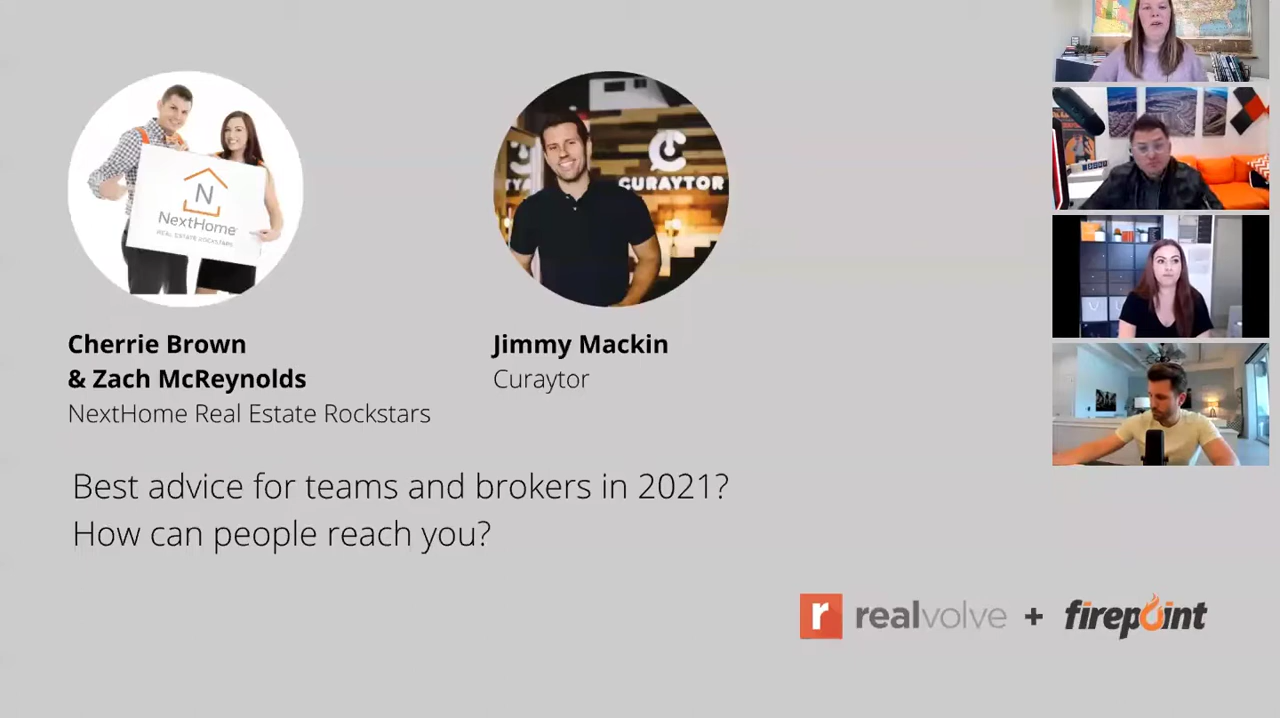 N
NextHome
REAL ESTATE ROCKSTARS
CURAYTOR
Cherrie Brown
& Zach McReynolds
NextHome Real Estate Rockstars
Jimmy Mackin
Curaytor
Best advice for teams and brokers in 2021?
How can people reach you?
r realvolve + firepoint